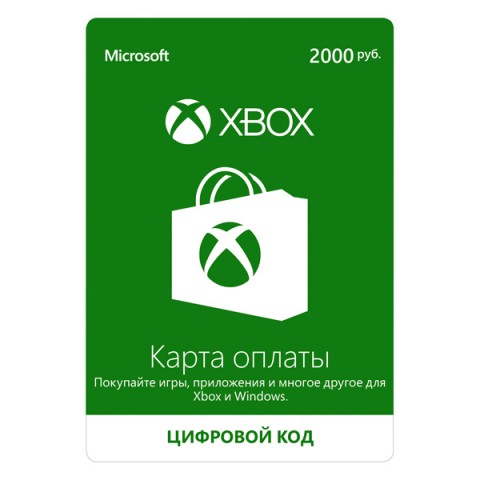 Microsoft 2000 руб.
XBOX
Карта оплаты
Покупайте игры, приложения и многое другое для
Xbox и Windows.
ЦИФРОВОЙ КОД